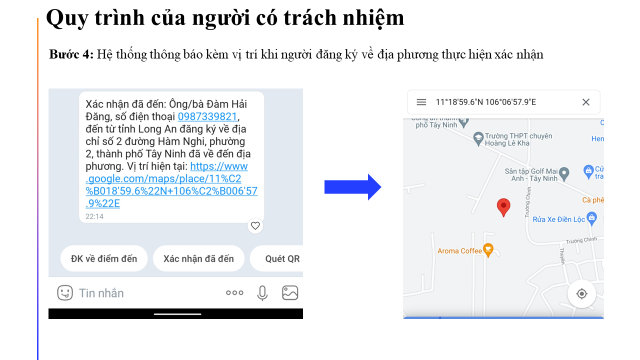 Quy trình của người có trách nhiệm
Bước 4: Hệ thống thông báo kèm vị trí khi người đăng ký về địa phương thực hiện xác nhận
Xác nhận đã đến: Ông/bà Đàm Hải
Đăng, số điện thoại 0987339821,
đến từ tỉnh Long An đăng ký về địa
chỉ số 2 đường Hàm Nghi, phường
2, thành phố Tây Ninh đã về đến địa
phương. Vị trí hiện tại: https://www
.google.com/maps/place/11%C2
%B018'59.6%22N+106%C2%B006'57
.9%22E
22:14
ĐK về điểm đến
Xác nhận đã đến
Quét QR
Tin nhắn
11°18'59.6"N 106°06'57.9"E
phố Tây Ninh
Trường THPT chuyên
Hoàng Lê Kha
Sân tập Golf Mai
Anh - Tây Ninh
Cà phê
Rửa Xe Điền Lộc
Trường Chinh
Trường Chinh
Aroma Coffee